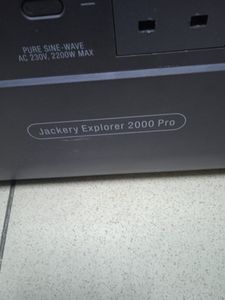 PURE SINE-WAVE
AC 230V, 2200W MAX
Jackery Explorer 2000 Pro